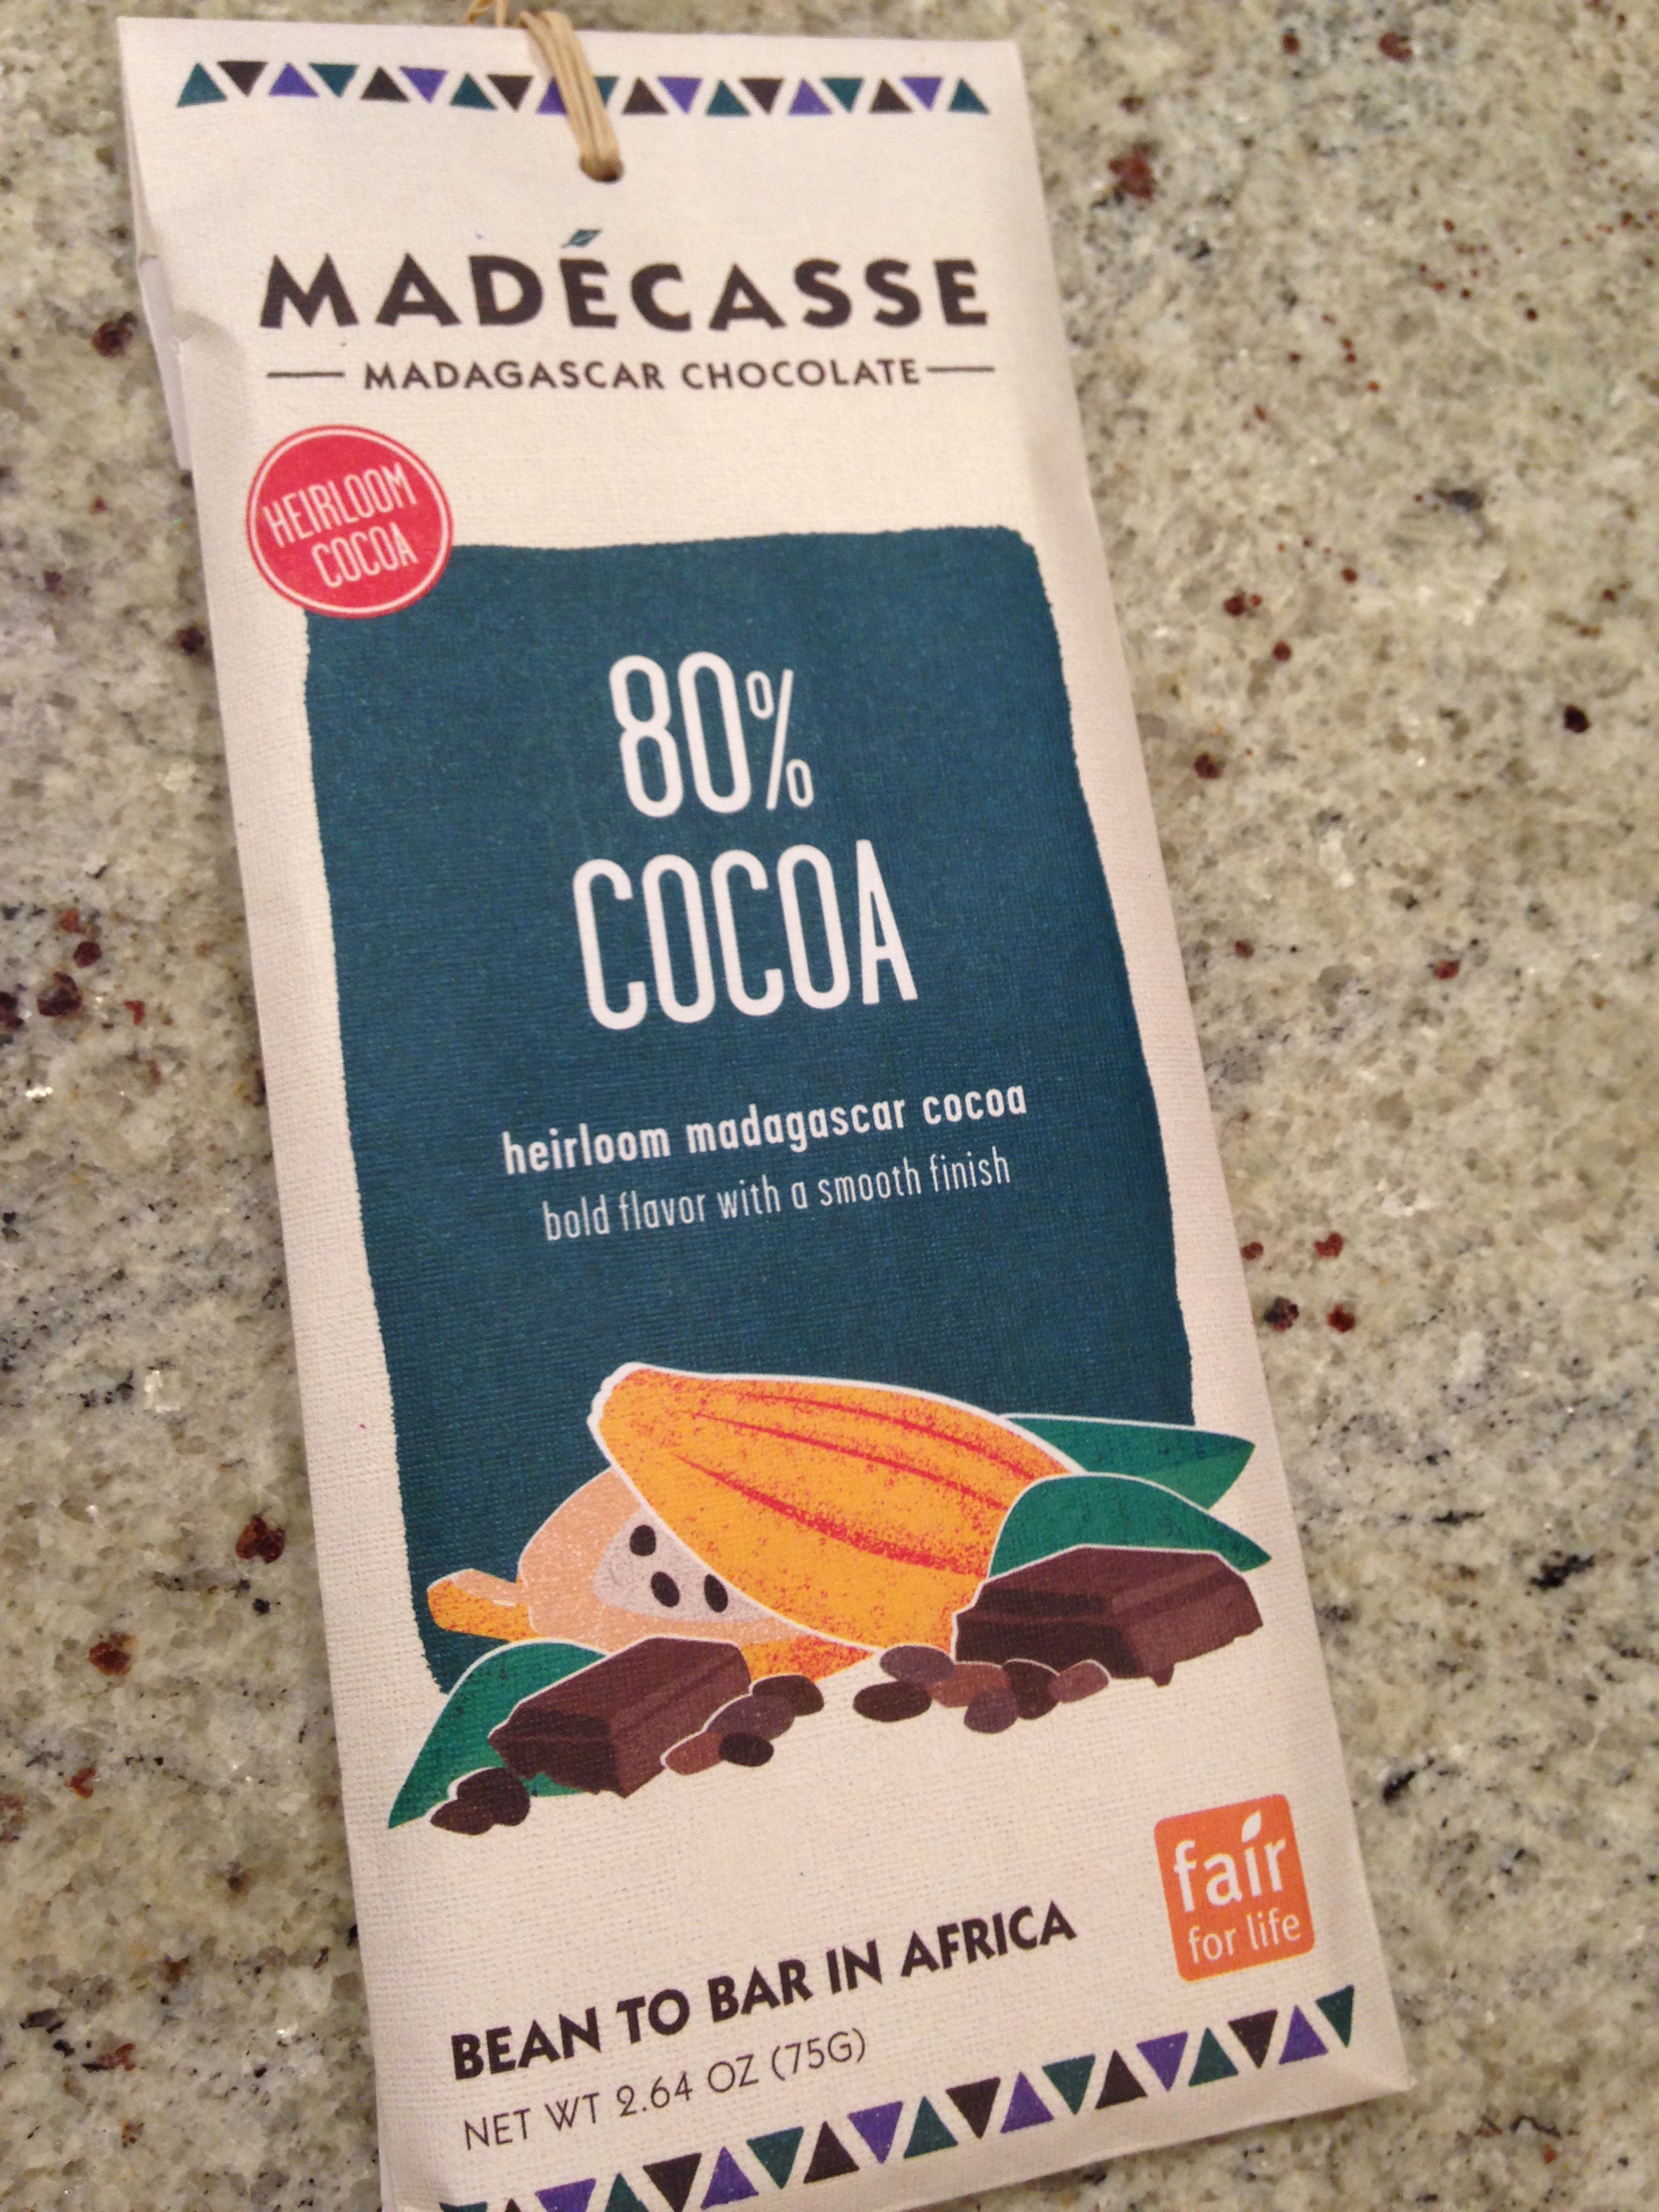 MADÉCASSE
MADAGASCAR CHOCOLATE
HEIRLOOM
COCOA
80%
COCOA
heirloom madagascar cocoa
bold flavor with a smooth finish
fair
for life
BEAN TO BAR IN AFRICA
NET WT 2.64 OZ (75G)